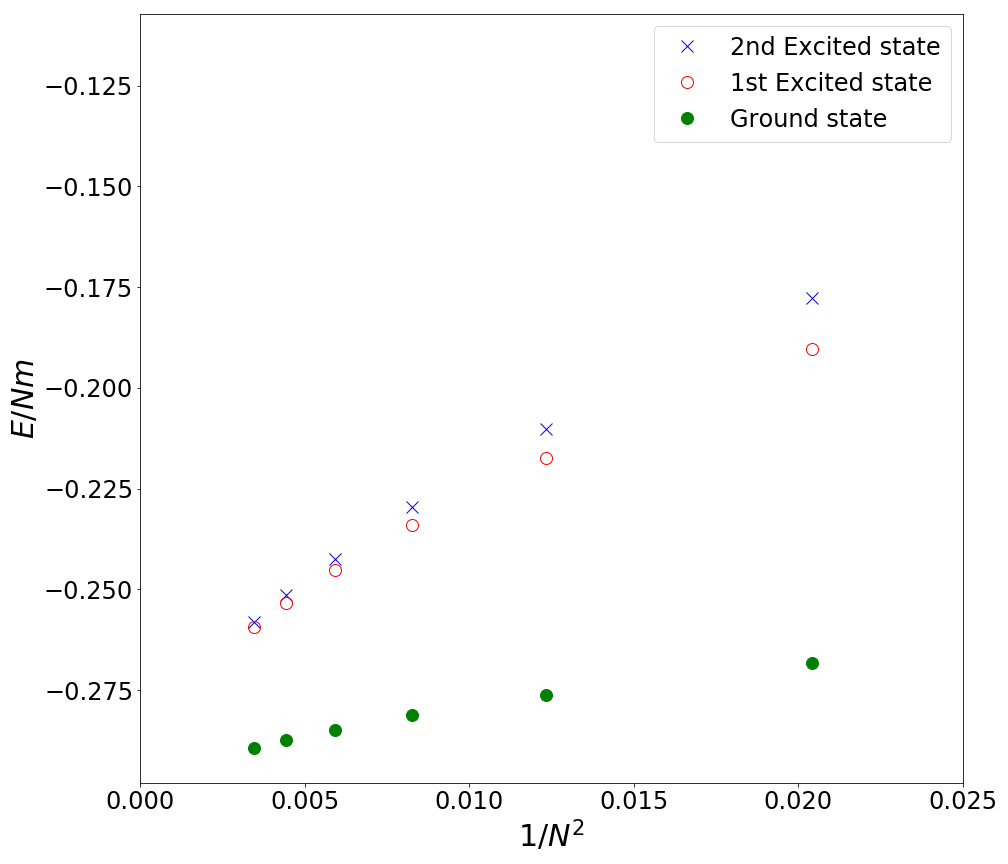 2nd Excited state
1st Excited state
Ground state
−0.125
−0.150
−0.175
−0.200
−0.225
−0.250
−0.275
E/Nm
0.000 0.005 0.010 0.015 0.020 0.025
1/N²